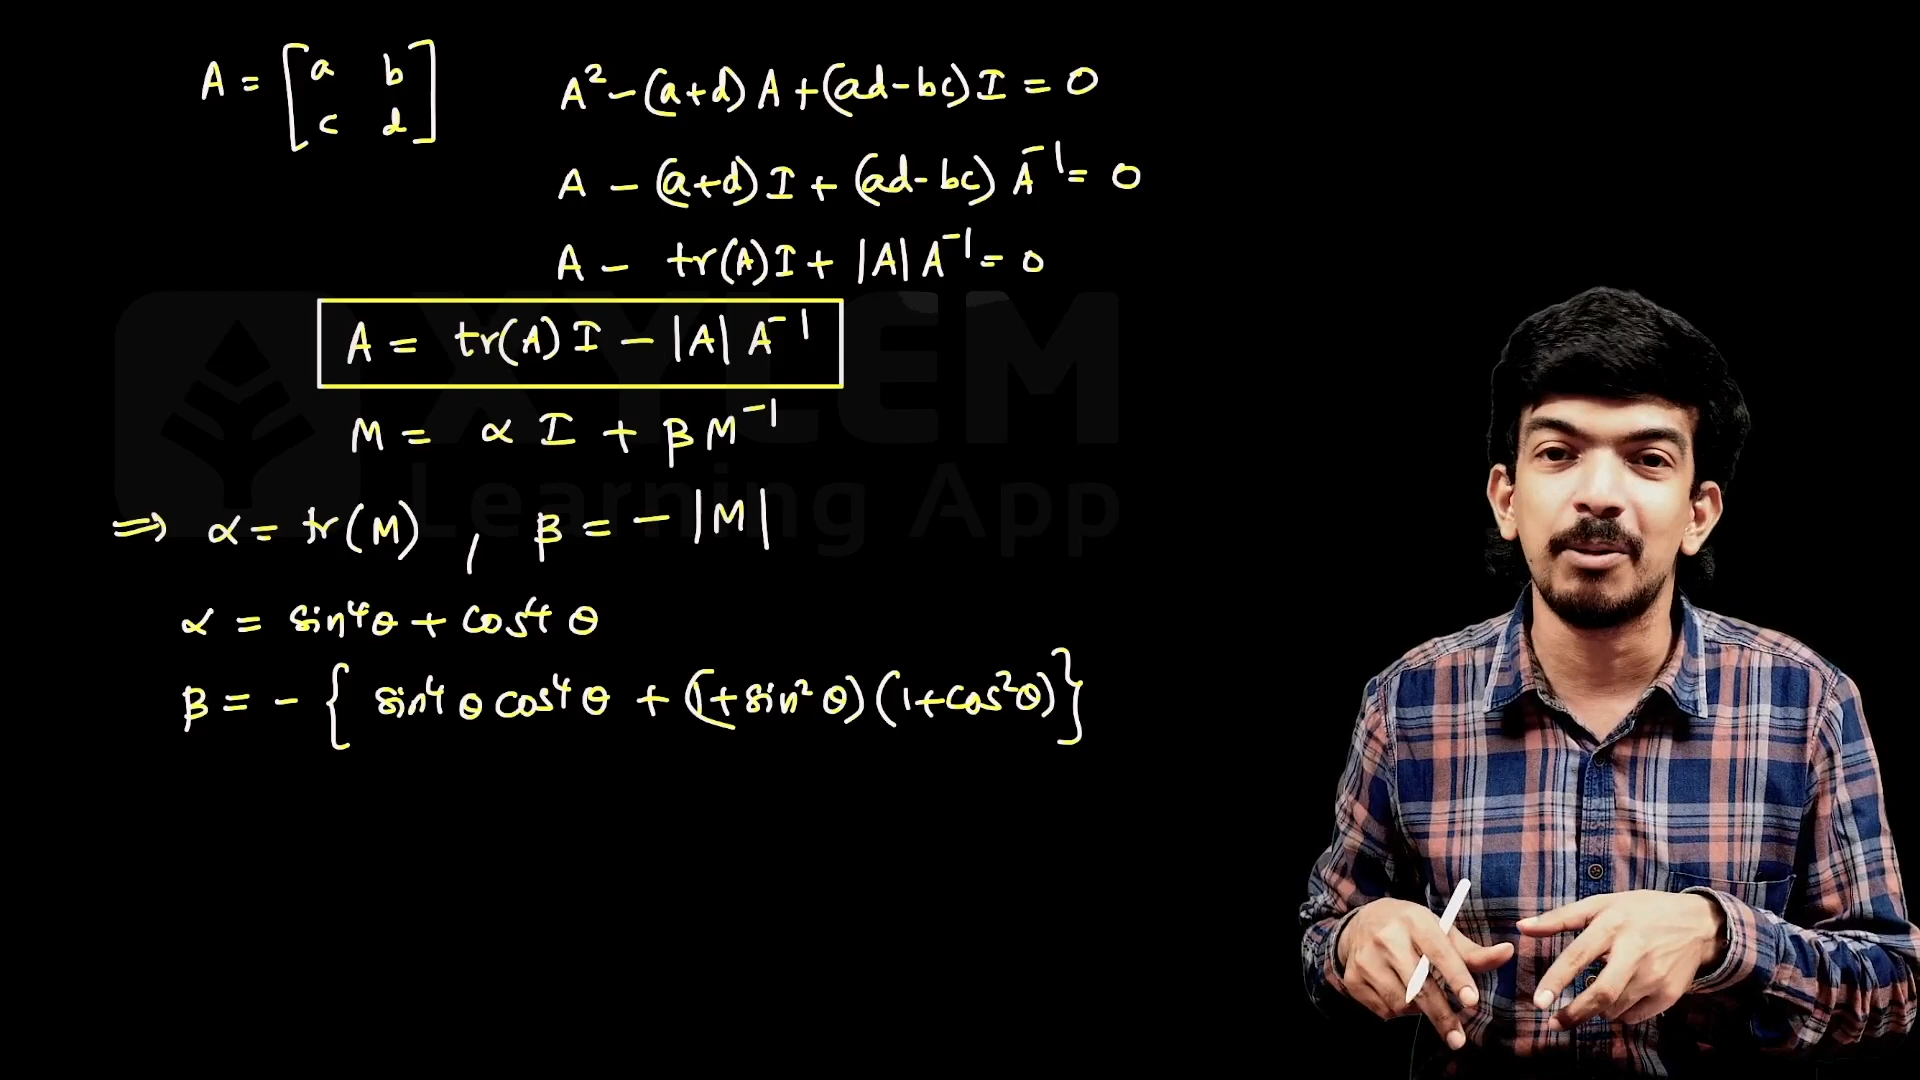 A = [a b
c d]
A² - (a+d) A + (ad-bc) I = 0
A - (a+d) I + (ad-bc) A⁻¹ = 0
A - tr(A) I + |A| A⁻¹ = 0
A = tr(A) I - |A| A⁻¹
M = α I + β M⁻¹
⇒ α = tr(M) , β = - |M|
α = sin⁴θ + cos⁴θ
β = - { sin⁴θ cos⁴θ + (1+sin²θ)(1+cos²θ)}
XYLEM
Learning App